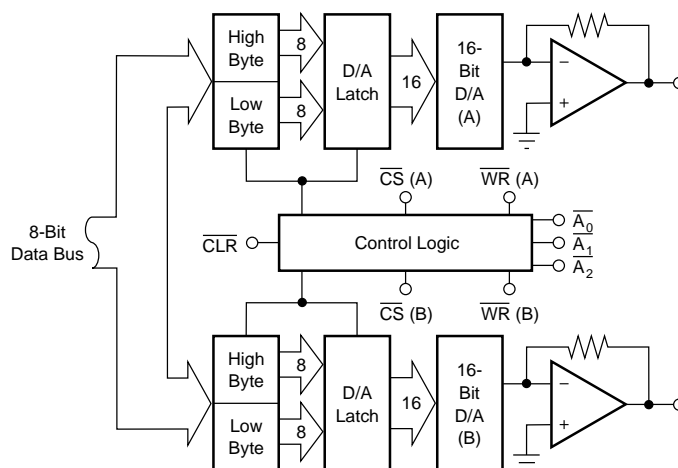 High
Byte
8
Low
Byte
8
D/A
Latch
16
16-
Bit
D/A
(A)
−
+
CS (A)
WR (A)
8-Bit
Data Bus
CLR
Control Logic
A0
A1
A2
CS (B)
WR (B)
High
Byte
8
Low
Byte
8
D/A
Latch
16
16-
Bit
D/A
(B)
−
+